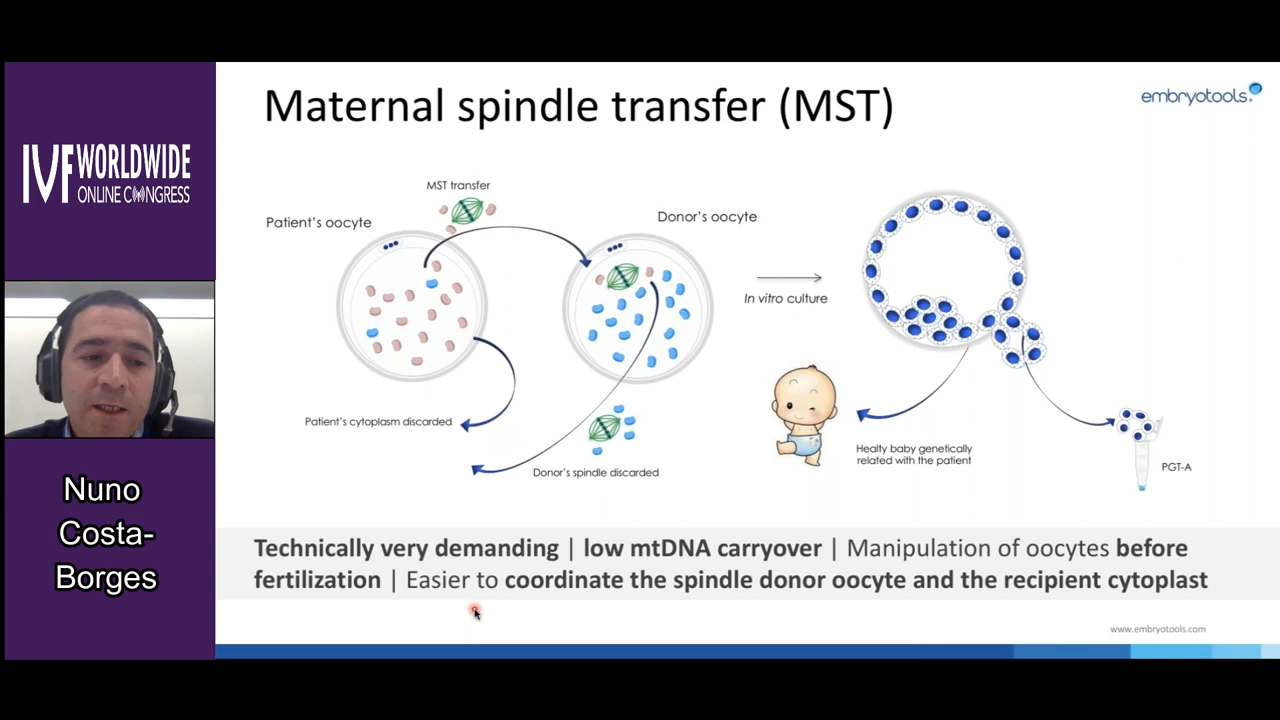 IVF WORLDWIDE
ONLINE CONGRESS
Nuno
Costa-
Borges
Maternal spindle transfer (MST)
embryotools
MST transfer
Patient's oocyte
Donor's oocyte
In vitro culture
Patient's cytoplasm discarded
Donor's spindle discarded
Healty baby genetically
related with the patient
PGT-A
Technically very demanding | low mtDNA carryover | Manipulation of oocytes before
fertilization | Easier to coordinate the spindle donor oocyte and the recipient cytoplast
www.embryotools.com